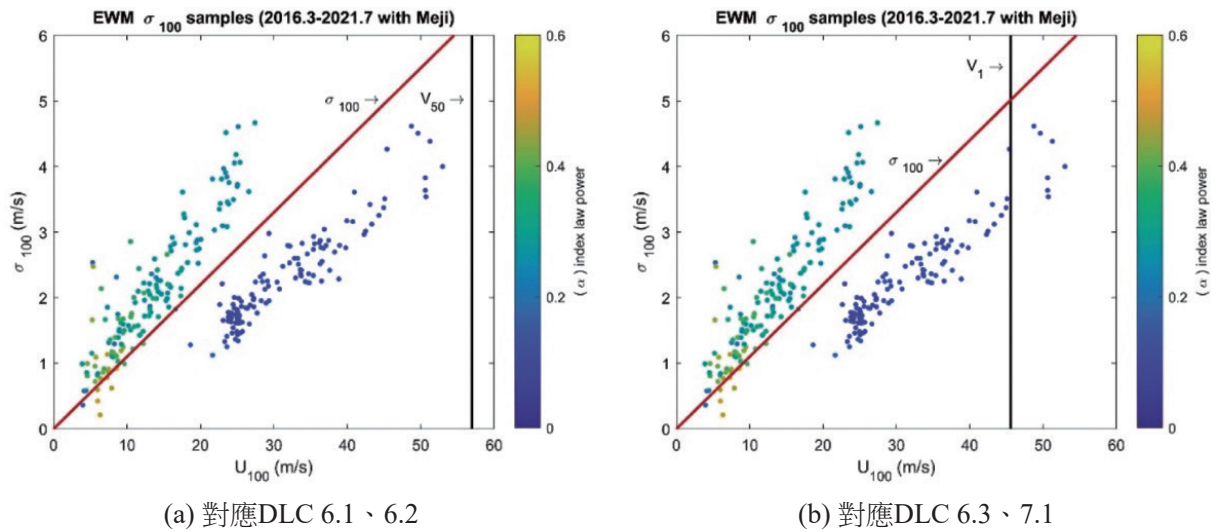 EWM σ 100 samples (2016.3-2021.7 with Meji)
6
5
4
3
2
1
0
σ 100 (m/s)
0
10
20
30
40
50
60
U100 (m/s)
σ 100 →
V50 →
0.6
0.4
0.2
0
( α ) index law power
(a) 對應DLC 6.1、6.2
EWM σ 100 samples (2016.3-2021.7 with Meji)
6
5
4
3
2
1
0
σ 100 (m/s)
0
10
20
30
40
50
60
U100 (m/s)
V1 →
σ 100 →
0.6
0.4
0.2
0
( α ) index law power
(b) 對應DLC 6.3、7.1